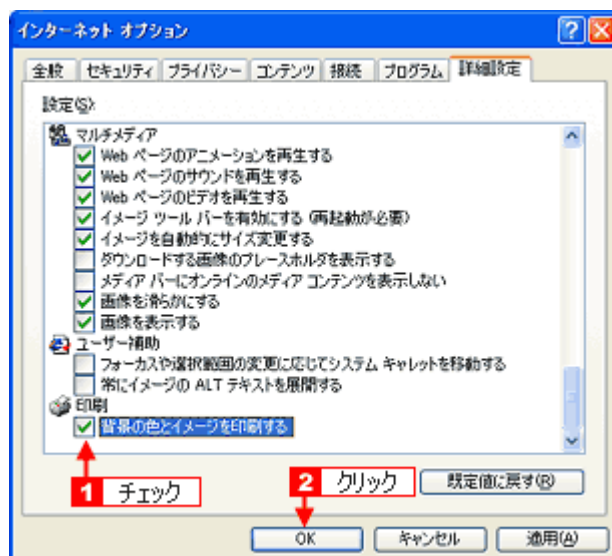 インターネット オプション
全般 セキュリティ プライバシー コンテンツ 接続 プログラム 詳細設定
設定(S)
マルチメディア
Web ページのアニメーションを再生する
Web ページのサウンドを再生する
Web ページのビデオを再生する
イメージ ツール バーを有効にする (再起動が必要)
イメージを自動的にサイズ変更する
ダウンロードする画像のプレースホルダを表示する
メディア バーにオンラインのメディア コンテンツを表示しない
画像を滑らかにする
画像を表示する
ユーザー補助
フォーカスや選択範囲の変更に応じてシステム キャレットを移動する
常にイメージの ALT テキストを展開する
印刷
背景の色とイメージを印刷する
1 チェック
2 クリック
既定値に戻す(R)
OK キャンセル 適用(A)